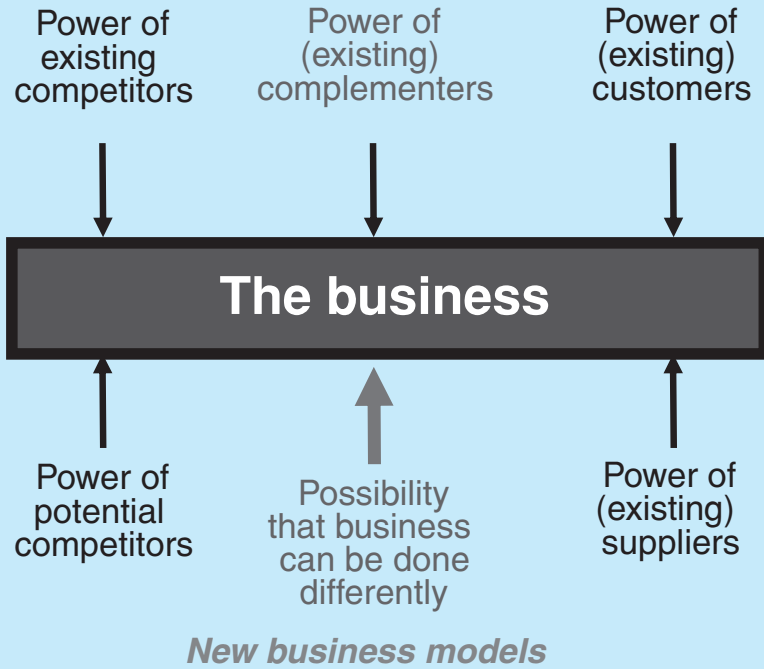 Power of
existing
competitors
Power of
(existing)
complementers
Power of
(existing)
customers
The business
Power of
potential
competitors
Possibility
that business
can be done
differently
Power of
(existing)
suppliers
New business models